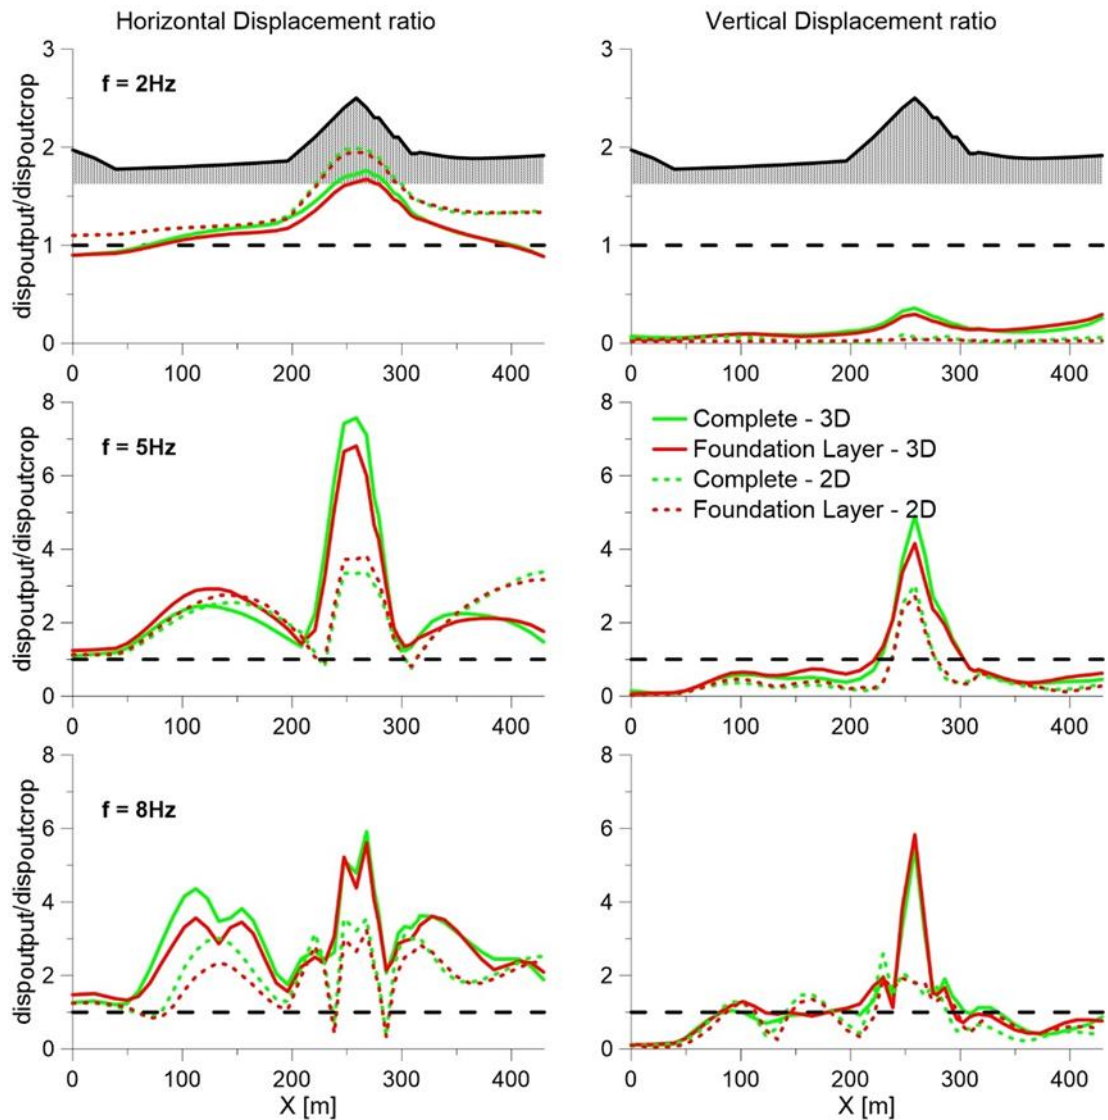 Horizontal Displacement ratio
Vertical Displacement ratio
dispoutput/dispoutcrop
3
2
1
0
f = 2Hz
0 100 200 300 400
3
2
1
0
0 100 200 300 400
dispoutput/dispoutcrop
8
6
4
2
0
f = 5Hz
0 100 200 300 400
8
6
4
2
0
Complete - 3D
Foundation Layer - 3D
Complete - 2D
Foundation Layer - 2D
0 100 200 300 400
dispoutput/dispoutcrop
8
6
4
2
0
f = 8Hz
0 100 200 300 400
X [m]
8
6
4
2
0
0 100 200 300 400
X [m]